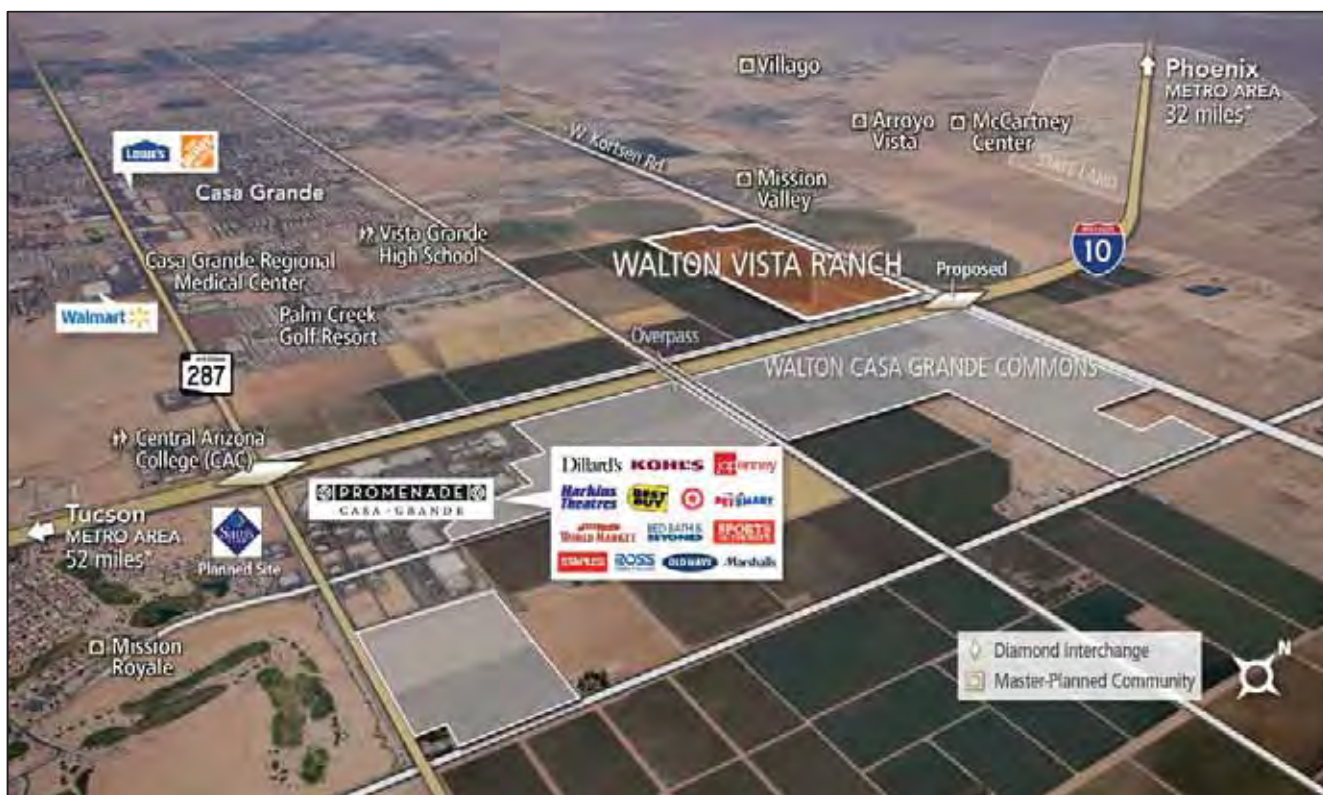 Villago
Phoenix
METRO AREA
32 miles*
Arroyo
Vista
McCartney
Center
STATE LAND
W. Kortsen Rd.
LOWE'S
Casa Grande
Mission
Valley
Vista Grande
High School
WALTON VISTA RANCH
INTERSTATE
10
Proposed
Casa Grande Regional
Medical Center
Walmart
Palm Creek
Golf Resort
Overpass
WALTON CASA GRANDE COMMONS
ARIZONA
287
Central Arizona
College (CAC)
PROMENADE
CASA · GRANDE
Dillard's
KOHL'S
jcpenney
Harkins
Theatres
BEST
BUY
PETSMART
WORLD MARKET
BED BATH &
BEYOND
SPORTS
STAPLES
ROSS
OLD NAVY
Marshalls
Tucson
METRO AREA
52 miles*
Sam's
Planned Site
Mission
Royale
Diamond Interchange
Master-Planned Community
N